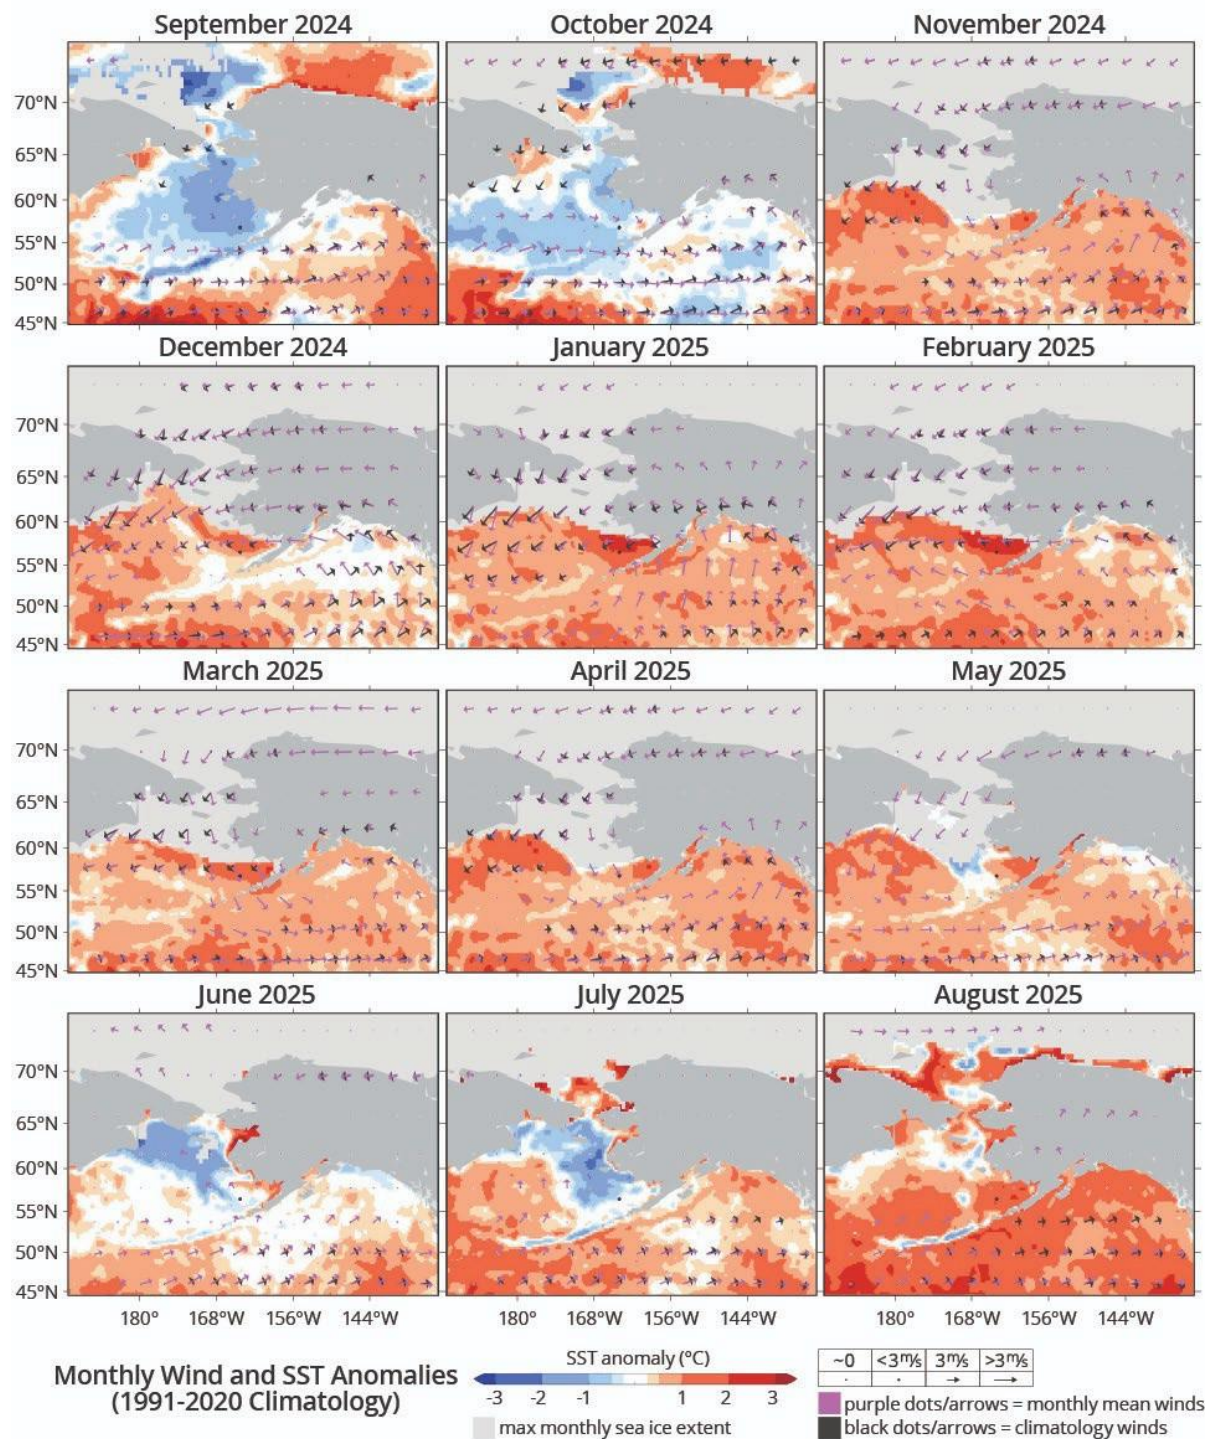 September 2024 October 2024 November 2024
70°N
65°N
60°N
55°N
50°N
45°N
December 2024 January 2025 February 2025
70°N
65°N
60°N
55°N
50°N
45°N
March 2025 April 2025 May 2025
70°N
65°N
60°N
55°N
50°N
45°N
June 2025 July 2025 August 2025
70°N
65°N
60°N
55°N
50°N
45°N
180° 168°W 156°W 144°W 180° 168°W 156°W 144°W 180° 168°W 156°W 144°W
Monthly Wind and SST Anomalies
(1991-2020 Climatology)
SST anomaly (°C)
-3 -2 -1 1 2 3
max monthly sea ice extent
~0 <3m/s 3m/s >3m/s
purple dots/arrows = monthly mean winds
black dots/arrows = climatology winds